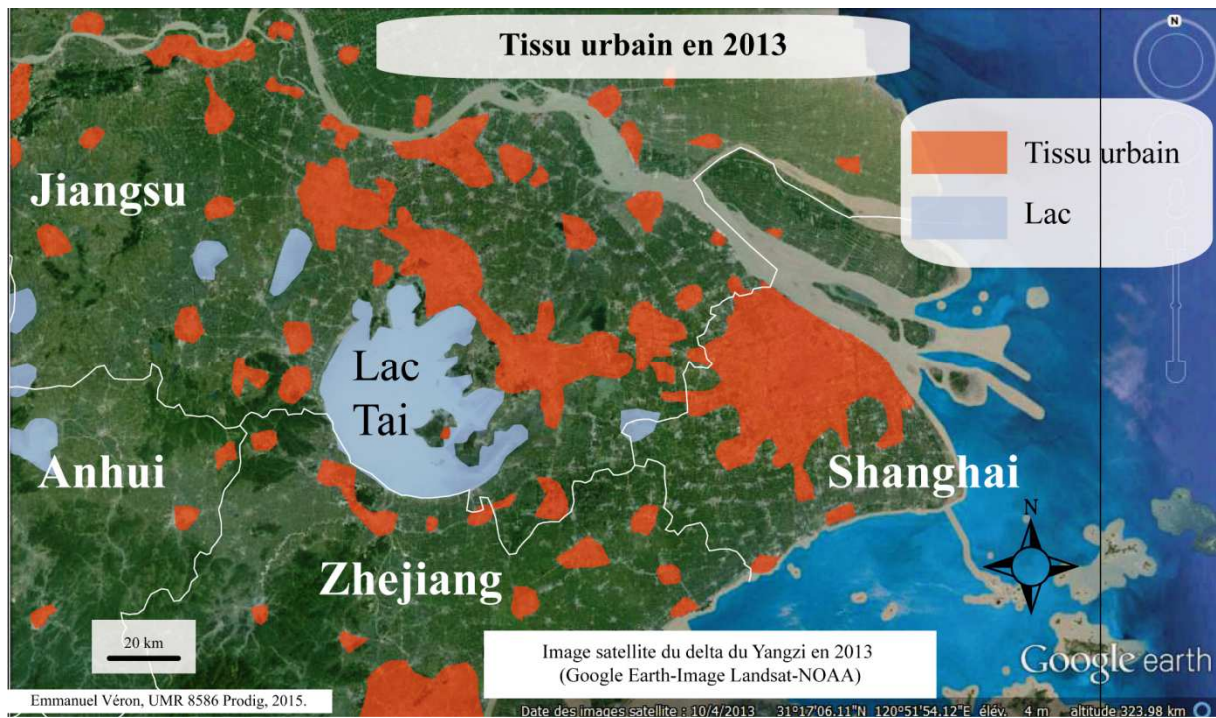 Tissu urbain en 2013
N
Tissu urbain
Lac
Jiangsu
Lac
Tai
Anhui
Shanghai
N
Zhejiang
20 km
Image satellite du delta du Yangzi en 2013
(Google Earth-Image Landsat-NOAA)
Google earth
Emmanuel Véron, UMR 8586 Prodig, 2015.
Date des images satellite : 10/4/2013 31°17'06.11"N 120°51'54.12"E élév. 4 m altitude 323.98 km